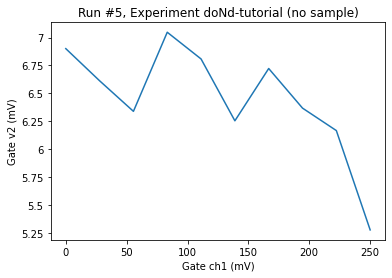 Run #5, Experiment doNd-tutorial (no sample)
7
6.75
6.5
6.25
6
5.75
5.5
5.25
Gate v2 (mV)
0 50 100 150 200 250
Gate ch1 (mV)